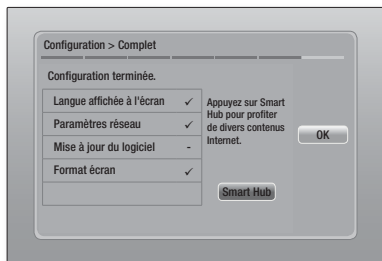 Configuration > Complet
Configuration terminée.
Langue affichée à l'écran ✓
Paramètres réseau ✓
Mise à jour du logiciel -
Format écran ✓
Appuyez sur Smart
Hub pour profiter
de divers contenus
Internet.
Smart Hub
OK